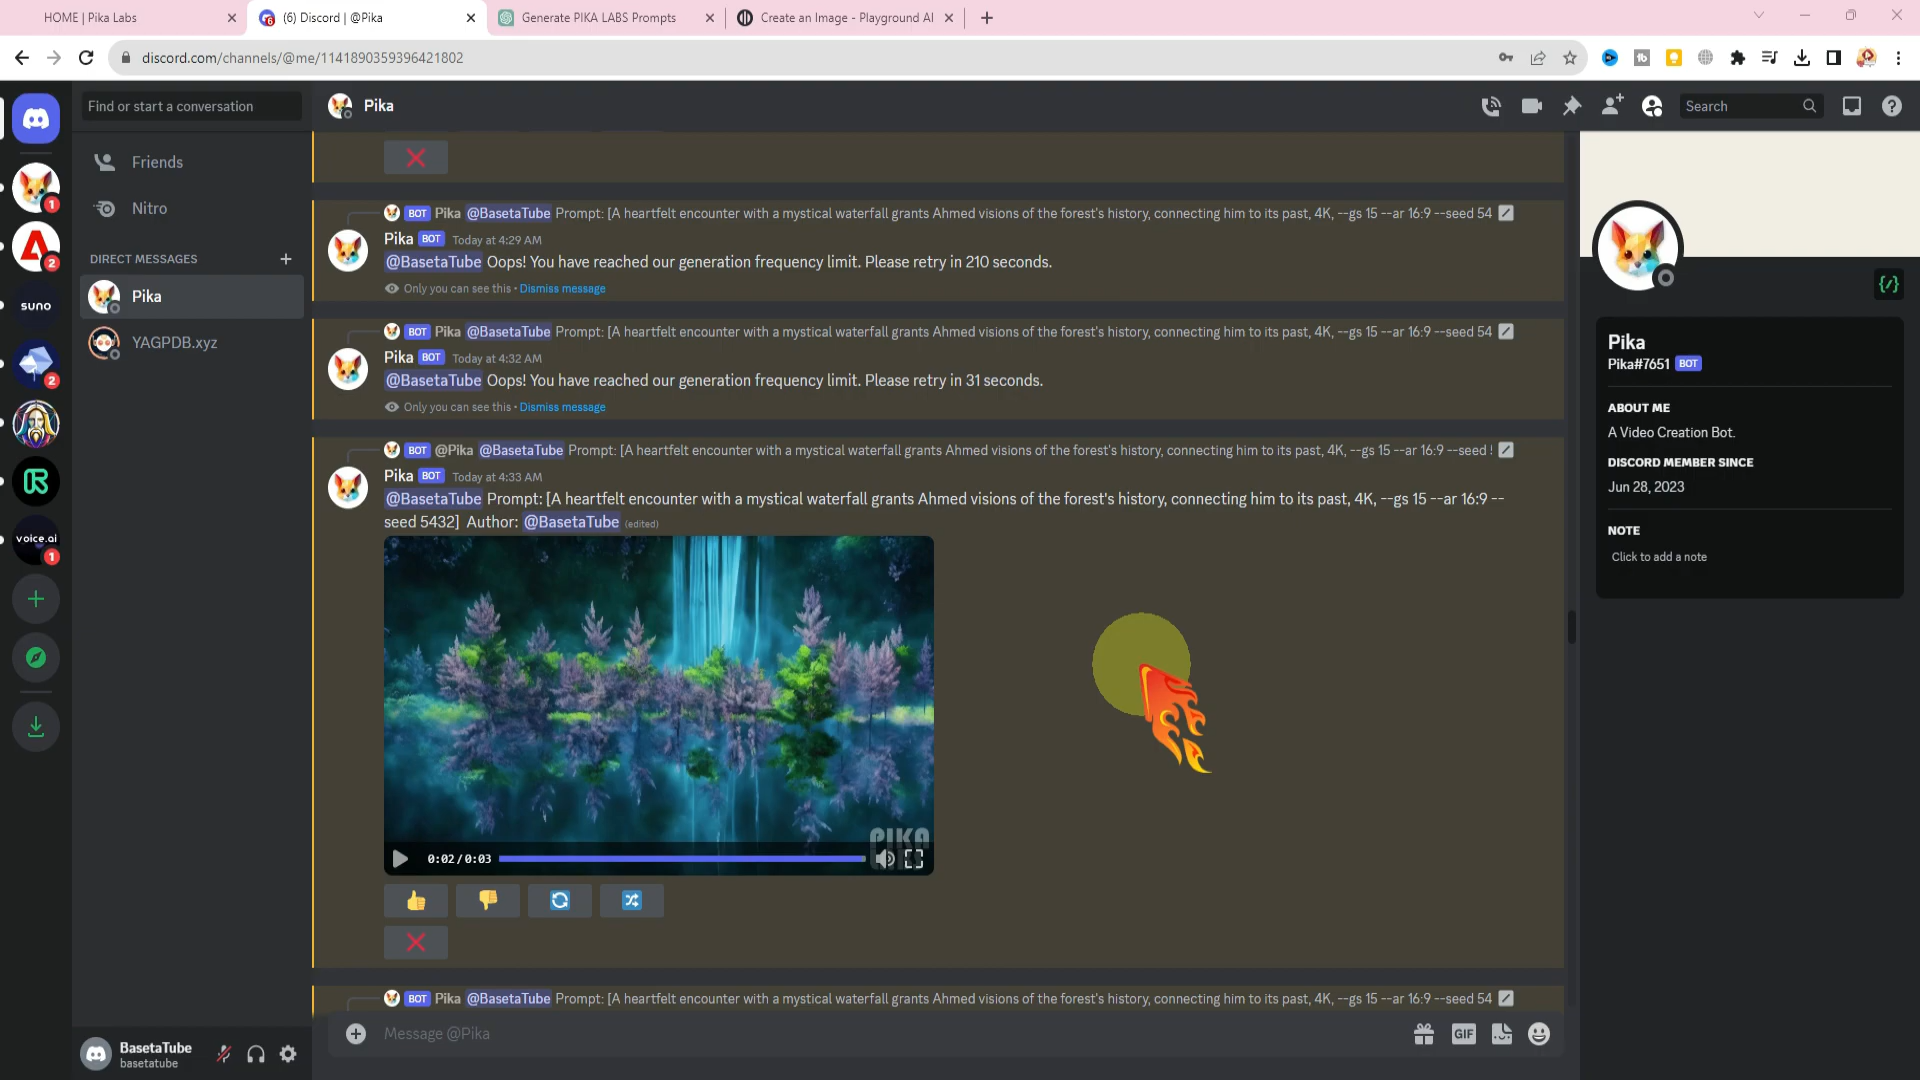 HOME | Pika Labs
(6) Discord | @Pika
Generate PIKA LABS Prompts
Create an Image - Playground AI
discord.com/channels/@me/1141890359396421802
Find or start a conversation
Pika
Search
Friends
Nitro
DIRECT MESSAGES
Pika
YAGPDB.xyz
1
2
suno
2
voice.ai
1
BOT Pika @BasetaTube Prompt: [A heartfelt encounter with a mystical waterfall grants Ahmed visions of the forest's history, connecting him to its past, 4K, --gs 15 --ar 16:9 --seed 54
Pika BOT Today at 4:29 AM
@BasetaTube Oops! You have reached our generation frequency limit. Please retry in 210 seconds.
Only you can see this • Dismiss message
BOT Pika @BasetaTube Prompt: [A heartfelt encounter with a mystical waterfall grants Ahmed visions of the forest's history, connecting him to its past, 4K, --gs 15 --ar 16:9 --seed 54
Pika BOT Today at 4:32 AM
@BasetaTube Oops! You have reached our generation frequency limit. Please retry in 31 seconds.
Only you can see this • Dismiss message
BOT @Pika @BasetaTube Prompt: [A heartfelt encounter with a mystical waterfall grants Ahmed visions of the forest's history, connecting him to its past, 4K, --gs 15 --ar 16:9 --seed
Pika BOT Today at 4:33 AM
@BasetaTube Prompt: [A heartfelt encounter with a mystical waterfall grants Ahmed visions of the forest's history, connecting him to its past, 4K, --gs 15 --ar 16:9 --
seed 5432] Author: @BasetaTube (edited)
PIKA
0:02/0:03
BOT Pika @BasetaTube Prompt: [A heartfelt encounter with a mystical waterfall grants Ahmed visions of the forest's history, connecting him to its past, 4K, --gs 15 --ar 16:9 --seed 54
Message @Pika
GIF
BasetaTube
basetatube
Pika
Pika#7651 BOT
ABOUT ME
A Video Creation Bot.
DISCORD MEMBER SINCE
Jun 28, 2023
NOTE
Click to add a note